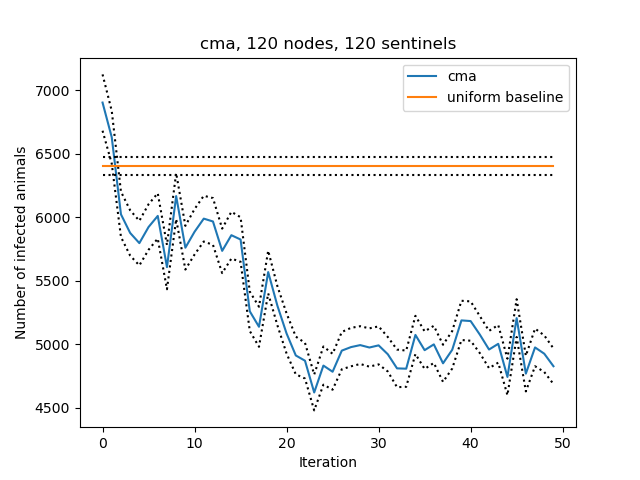 cma, 120 nodes, 120 sentinels
cma
uniform baseline
Number of infected animals
7000
6500
6000
5500
5000
4500
0 10 20 30 40 50
Iteration